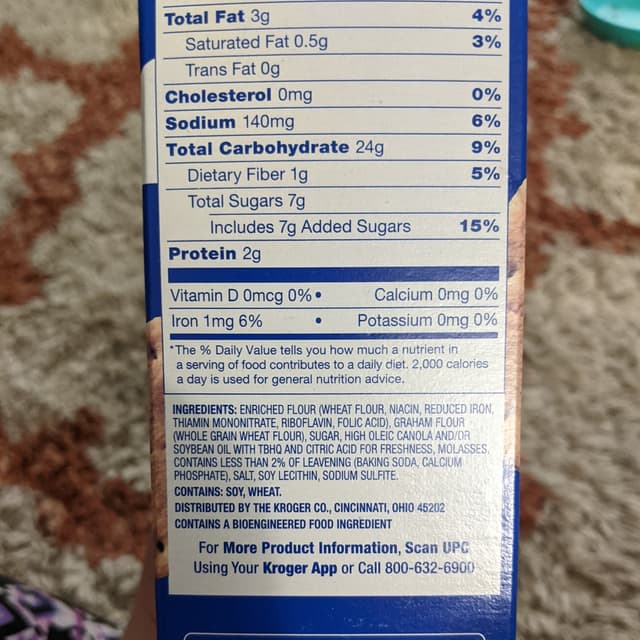 Total Fat 3g 4%
Saturated Fat 0.5g 3%
Trans Fat 0g
Cholesterol 0mg 0%
Sodium 140mg 6%
Total Carbohydrate 24g 9%
Dietary Fiber 1g 5%
Total Sugars 7g
Includes 7g Added Sugars 15%
Protein 2g
Vitamin D 0mcg 0% • Calcium 0mg 0%
Iron 1mg 6% • Potassium 0mg 0%
*The % Daily Value tells you how much a nutrient in
a serving of food contributes to a daily diet. 2,000 calories
a day is used for general nutrition advice.
INGREDIENTS: ENRICHED FLOUR (WHEAT FLOUR, NIACIN, REDUCED IRON,
THIAMIN MONONITRATE, RIBOFLAVIN, FOLIC ACID), GRAHAM FLOUR
(WHOLE GRAIN WHEAT FLOUR), SUGAR, HIGH OLEIC CANOLA AND/OR
SOYBEAN OIL WITH TBHQ AND CITRIC ACID FOR FRESHNESS, MOLASSES,
CONTAINS LESS THAN 2% OF LEAVENING (BAKING SODA, CALCIUM
PHOSPHATE), SALT, SOY LECITHIN, SODIUM SULFITE.
CONTAINS: SOY, WHEAT.
DISTRIBUTED BY THE KROGER CO., CINCINNATI, OHIO 45202
CONTAINS A BIOENGINEERED FOOD INGREDIENT
For More Product Information, Scan UPC
Using Your Kroger App or Call 800-632-6900